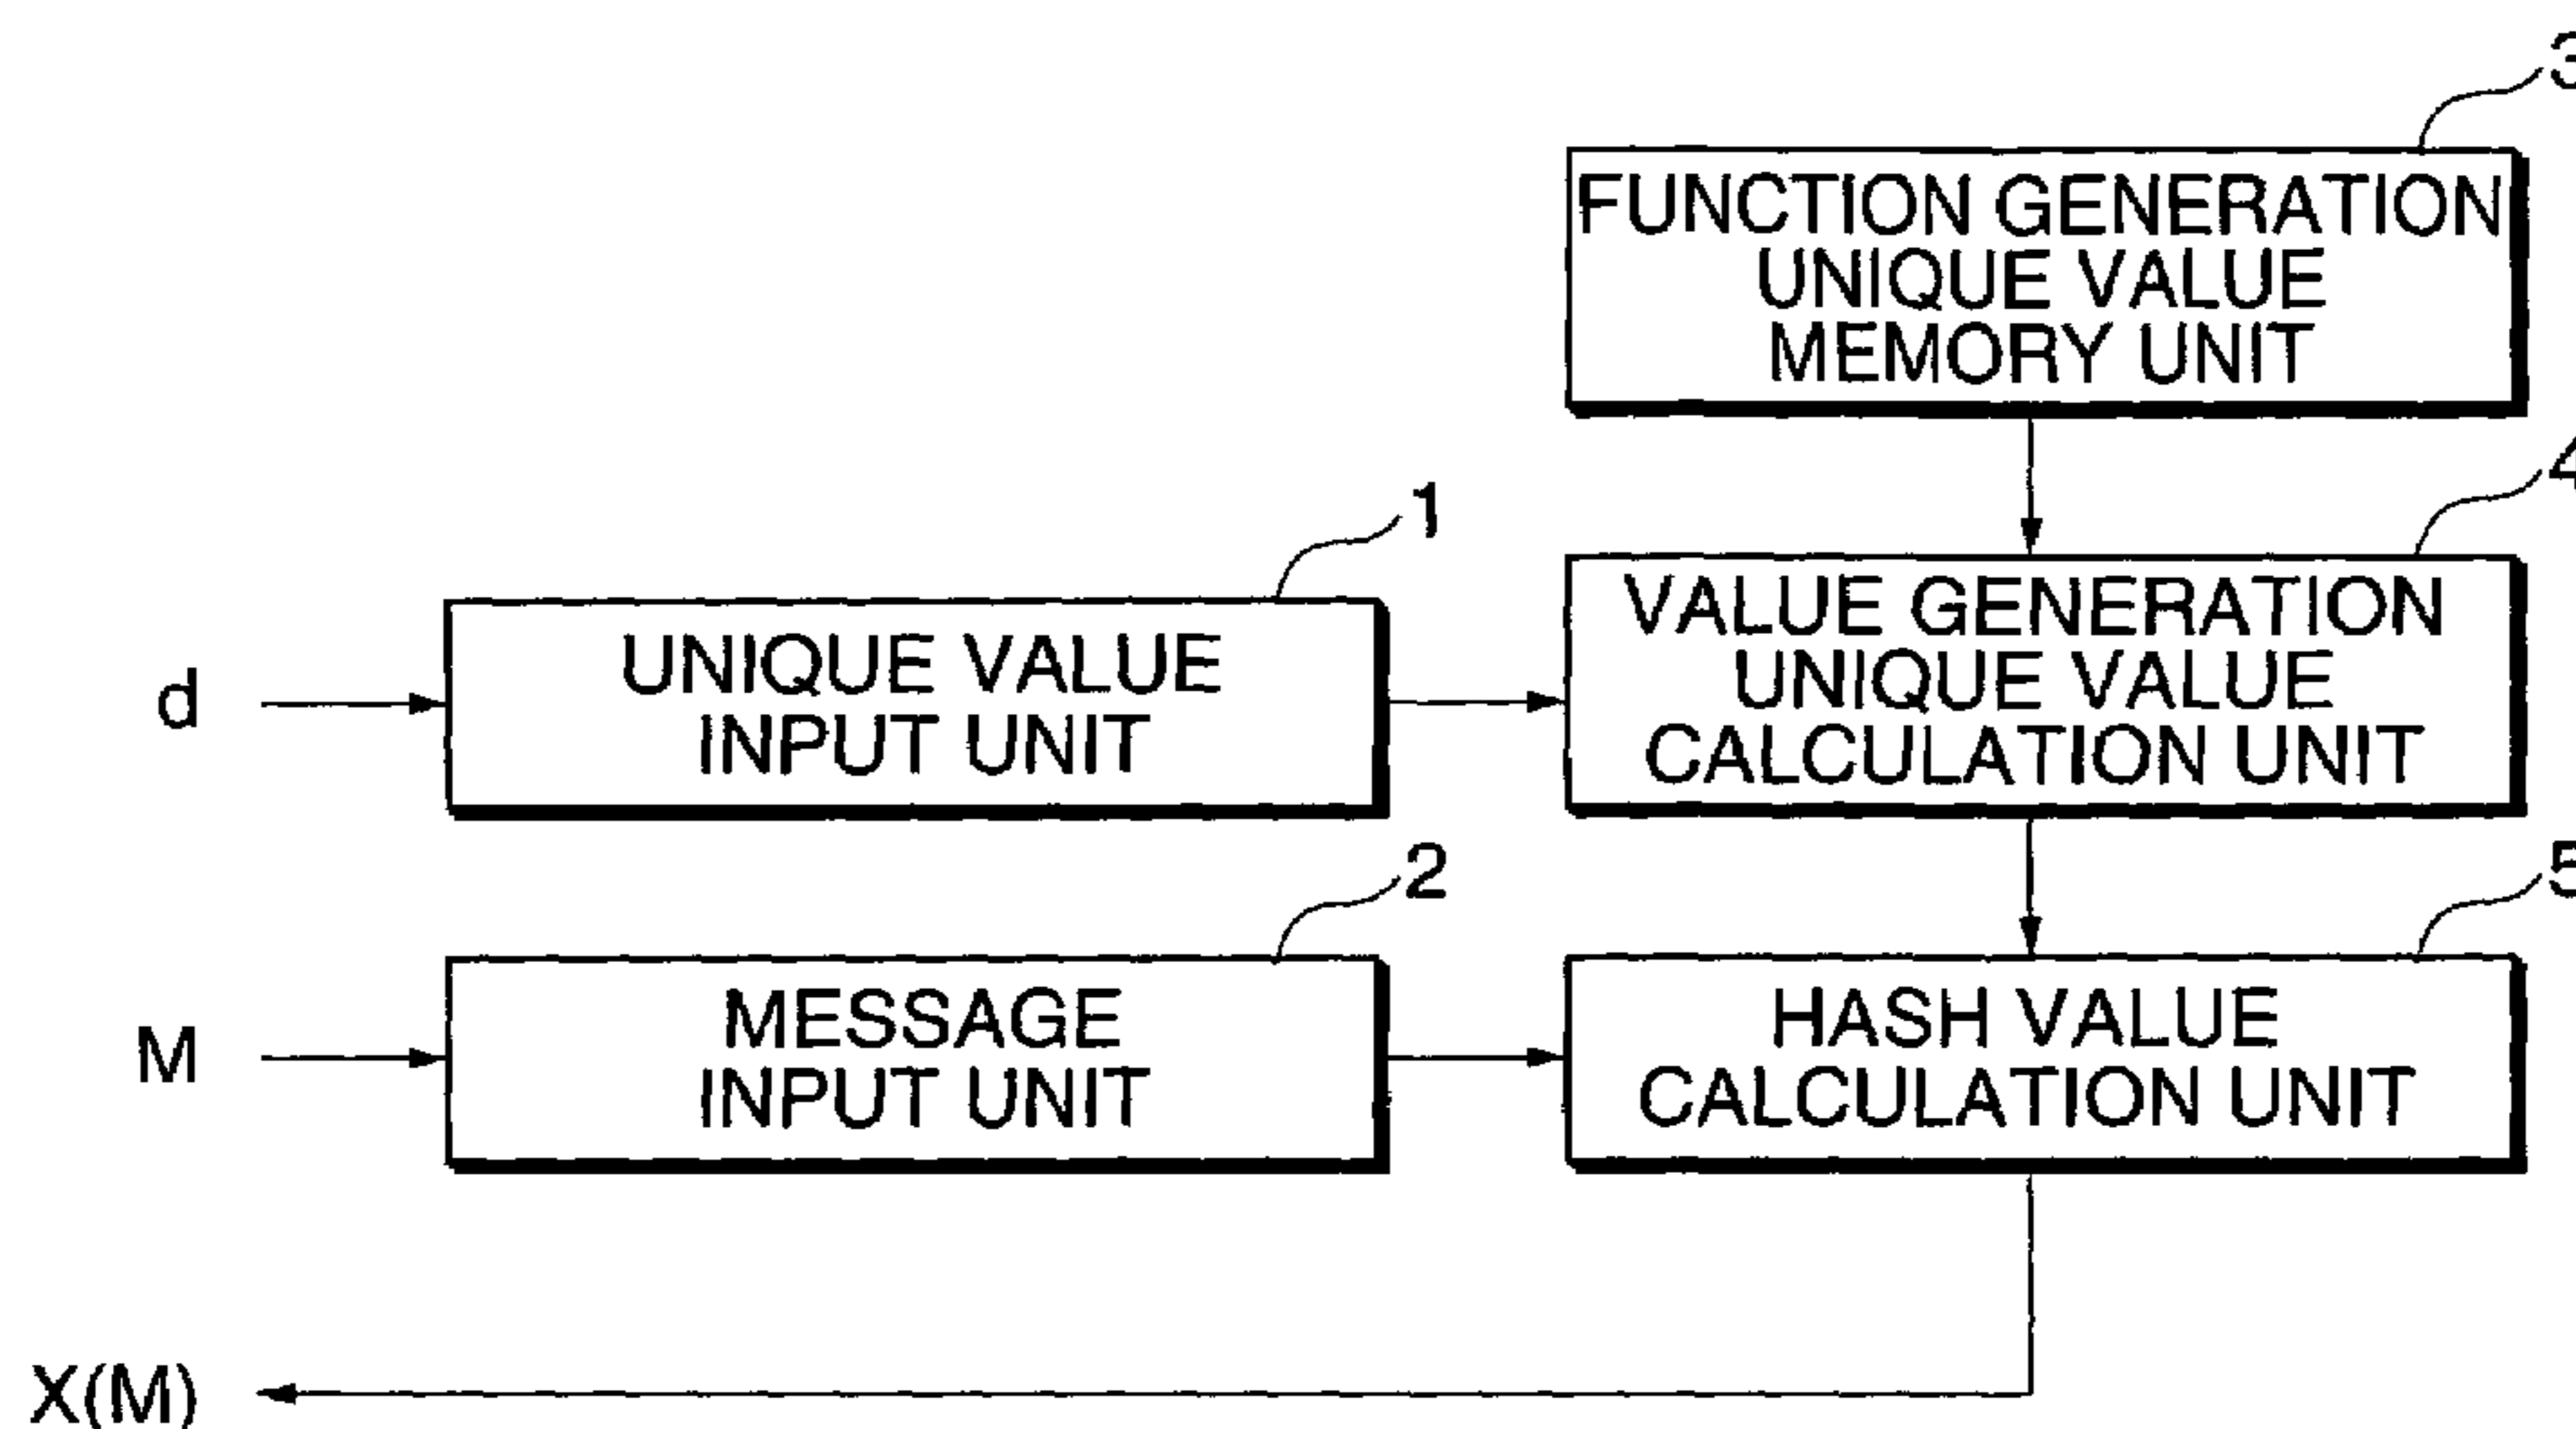 3
FUNCTION GENERATION
UNIQUE VALUE
MEMORY UNIT
4
1
VALUE GENERATION
UNIQUE VALUE
CALCULATION UNIT
d
UNIQUE VALUE
INPUT UNIT
2
5
M
MESSAGE
INPUT UNIT
HASH VALUE
CALCULATION UNIT
X(M)